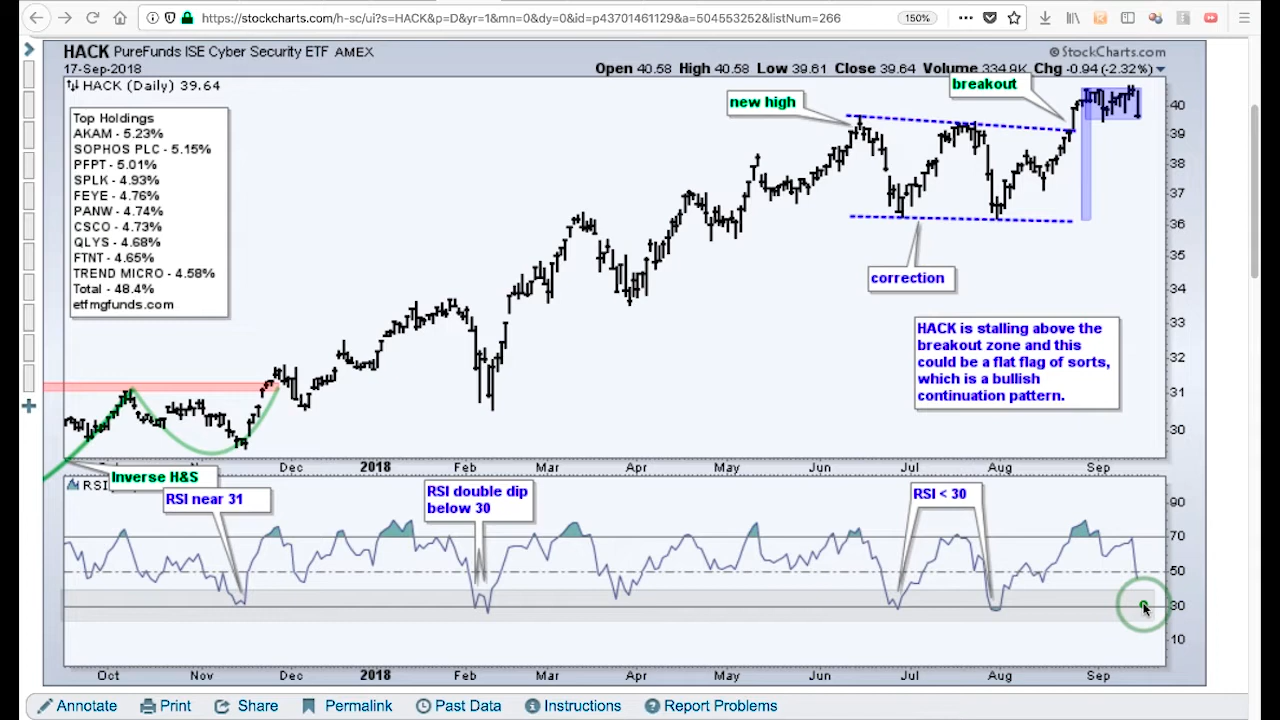 https://stockcharts.com/h-sc/ui?s=HACK&p=D&yr=1&mn=0&dy=0&id=p43701461129&a=504553252&listNum=266
150%
HACK PureFunds ISE Cyber Security ETF AMEX
© StockCharts.com
17-Sep-2018
Open 40.58 High 40.58 Low 39.61 Close 39.64 Volume 334.9K Chg -0.94 (-2.32%)
HACK (Daily) 39.64
Top Holdings
AKAM - 5.23%
SOPHOS PLC - 5.15%
PFPT - 5.01%
SPLK - 4.93%
FEYE - 4.76%
PANW - 4.74%
CSCO - 4.73%
QLYS - 4.68%
FTNT - 4.65%
TREND MICRO - 4.58%
Total - 48.4%
etfmgfunds.com
new high
breakout
correction
HACK is stalling above the
breakout zone and this
could be a flat flag of sorts,
which is a bullish
continuation pattern.
40
39
38
37
36
35
34
33
32
31
30
Dec 2018 Feb Mar Apr May Jun Jul Aug Sep
Inverse H&S
RSI
RSI near 31
RSI double dip
below 30
RSI < 30
90
70
50
30
10
Oct Nov Dec 2018 Feb Mar Apr May Jun Jul Aug Sep
Annotate Print Share Permalink Past Data Instructions Report Problems